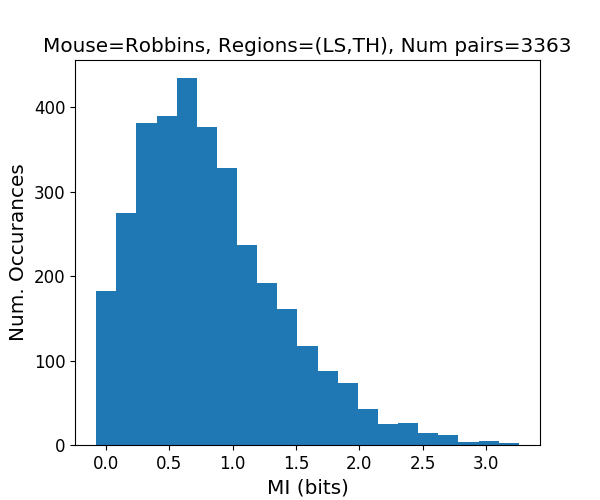 Mouse=Robbins, Regions=(LS,TH), Num pairs=3363
400
300
200
100
0
Num. Occurances
0.0 0.5 1.0 1.5 2.0 2.5 3.0
MI (bits)